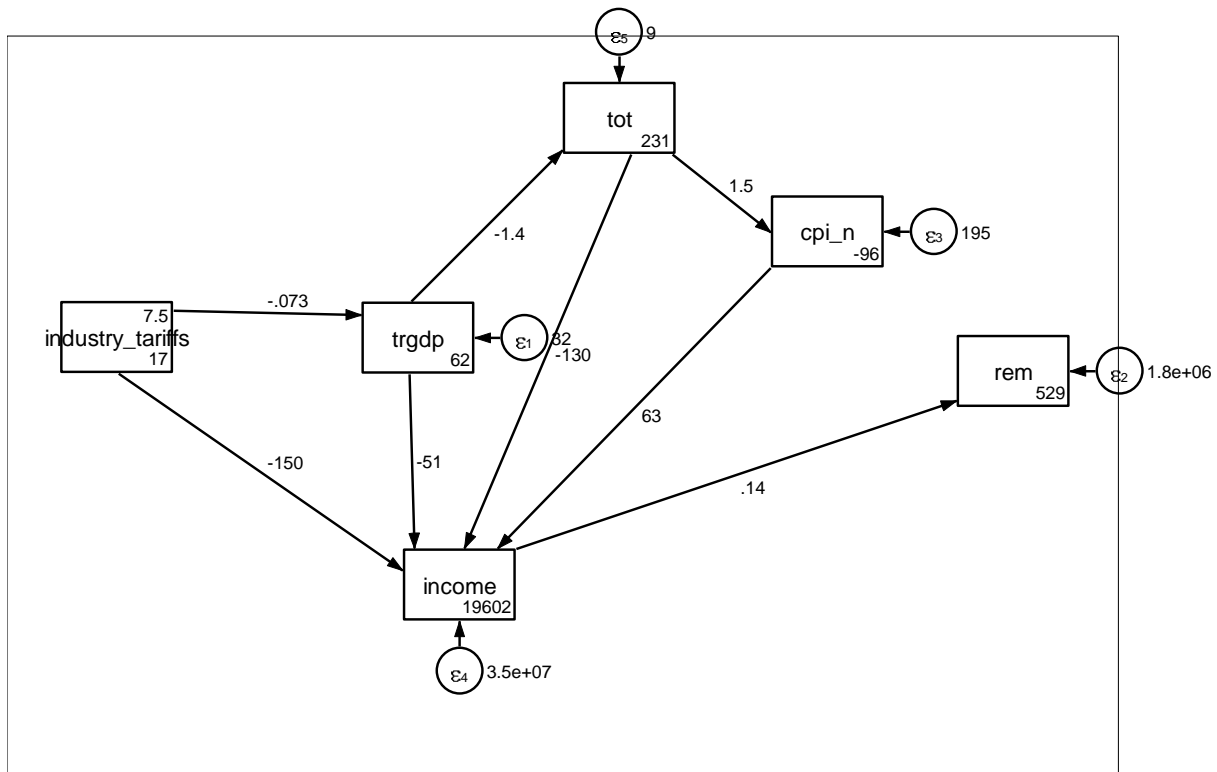 ε5 9
tot
231
1.5
cpi_n
-96
ε3 195
-1.4
-.073
7.5
industry_tariffs
17
trgdp
62
ε1 32
-130
rem
529
ε2 1.8e+06
63
-150
-51
.14
income
19602
ε4 3.5e+07